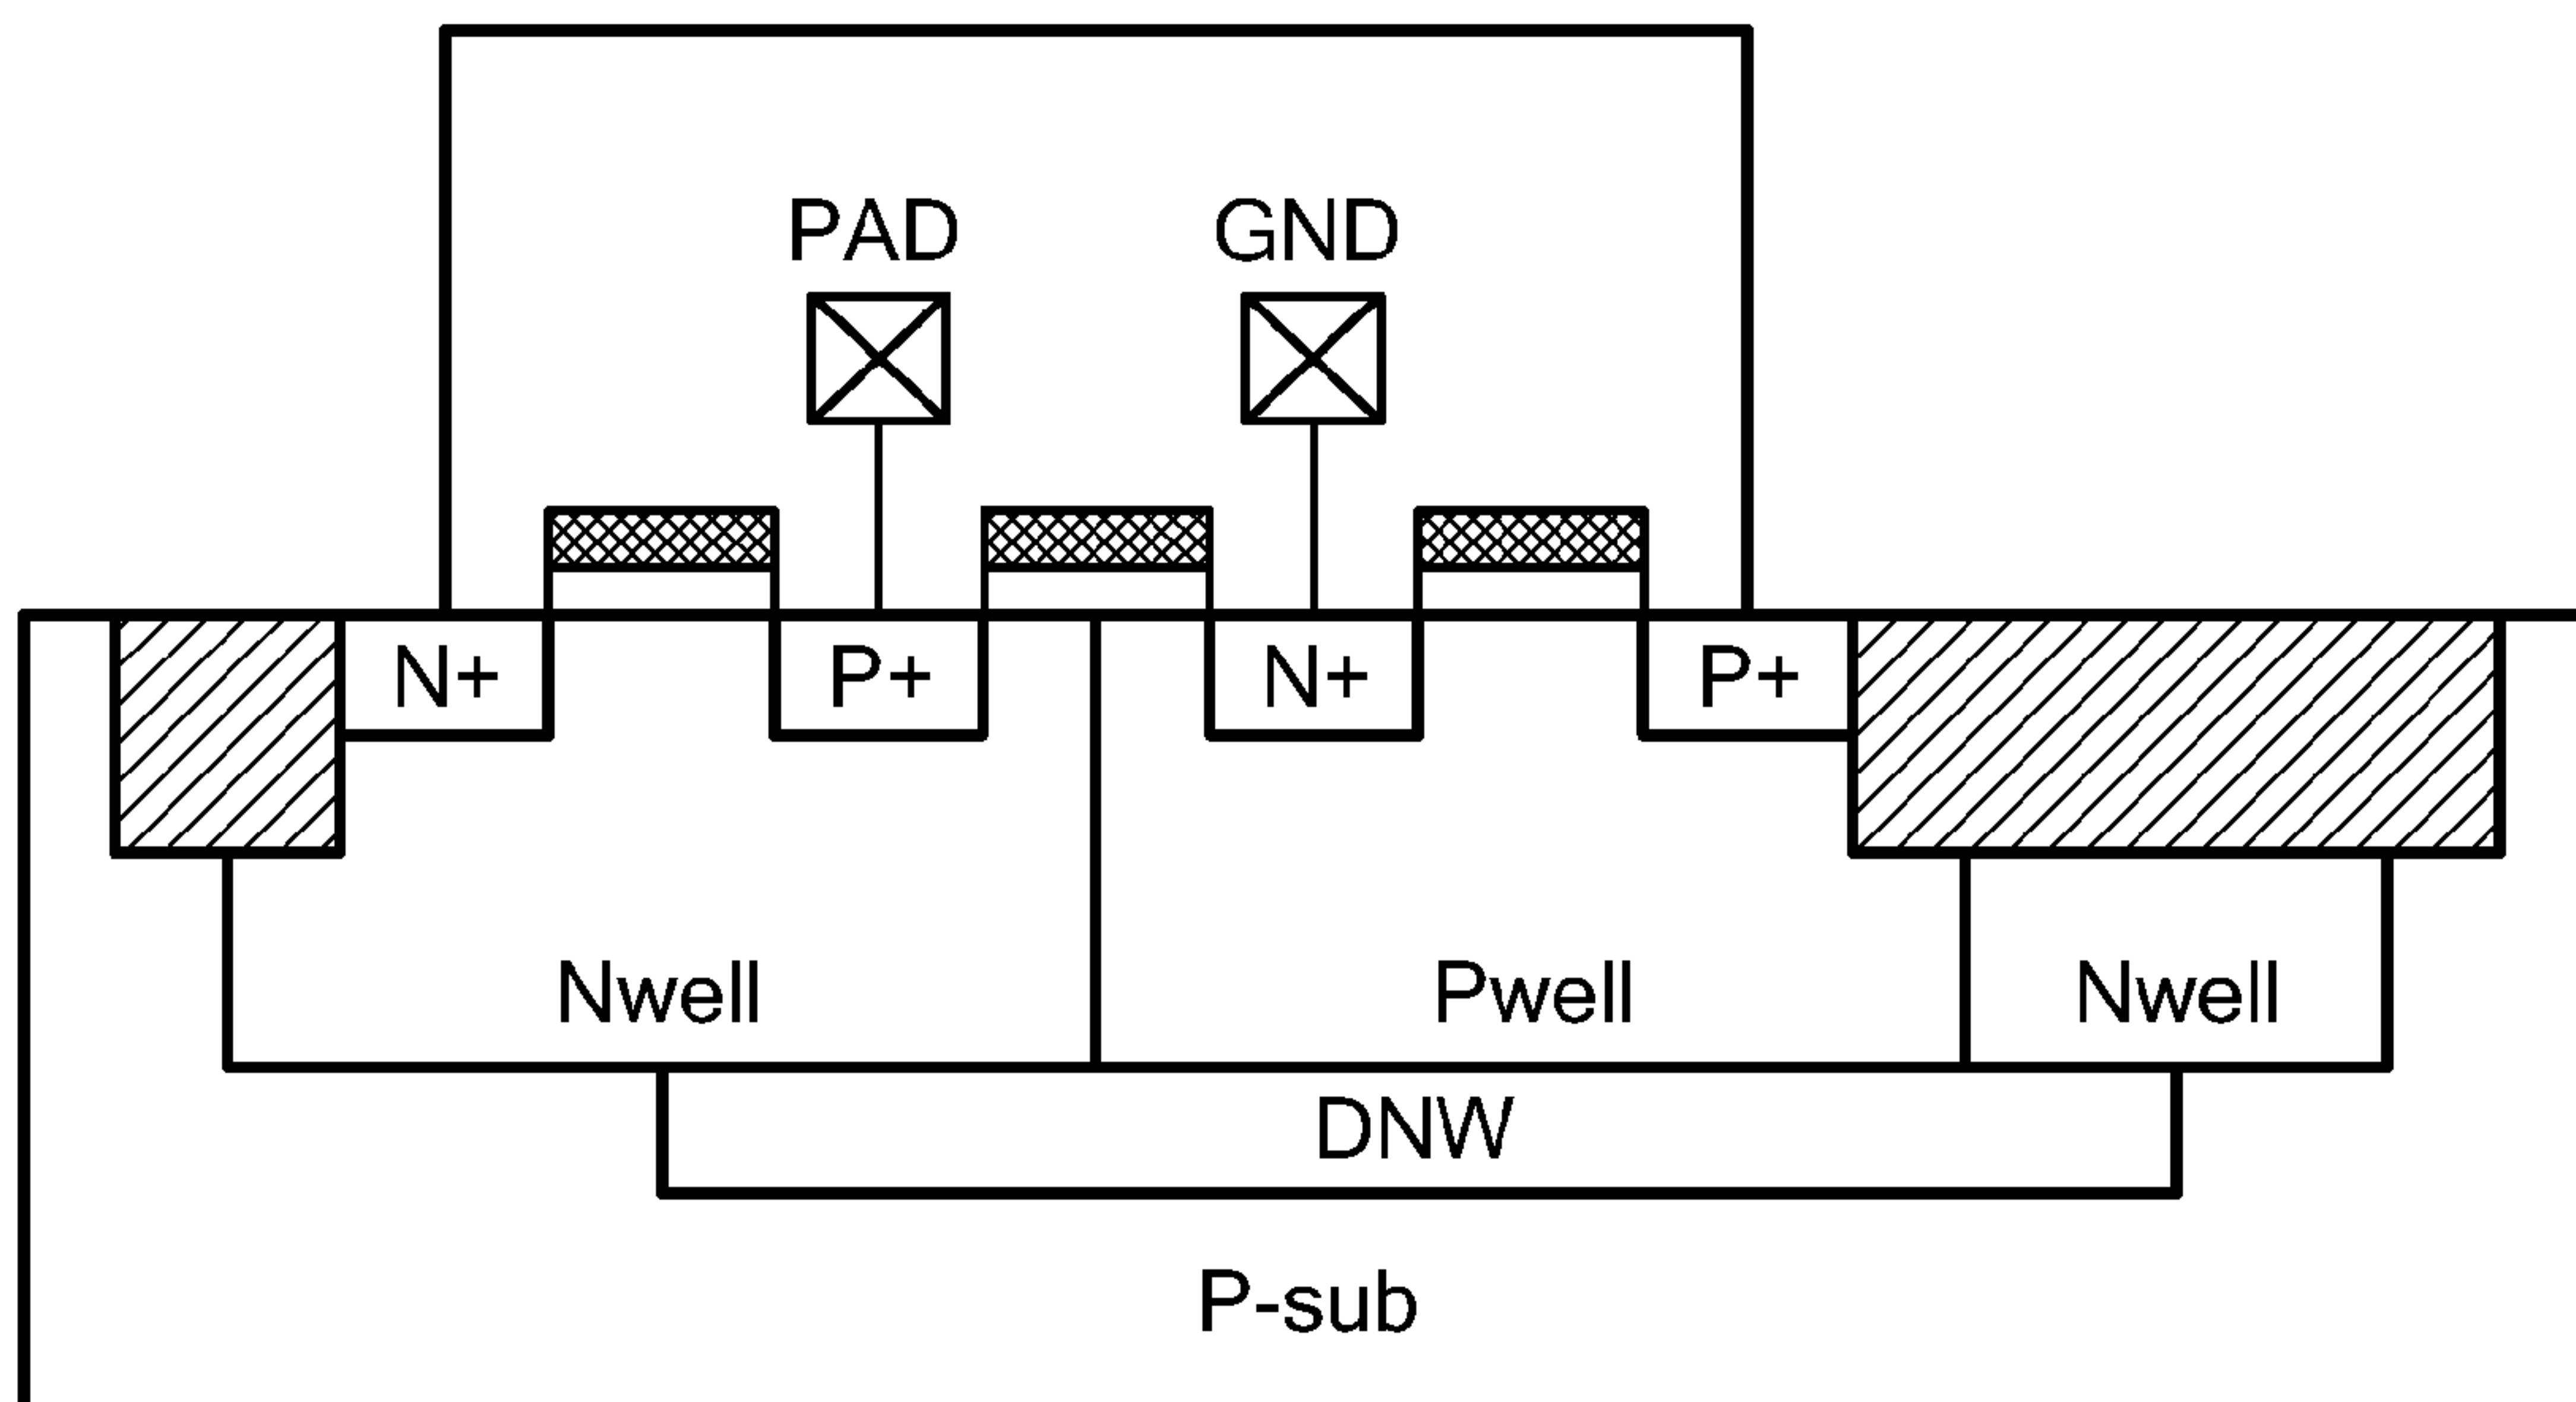 PAD GND
N+ P+ N+ P+
Nwell Pwell Nwell
DNW
P-sub